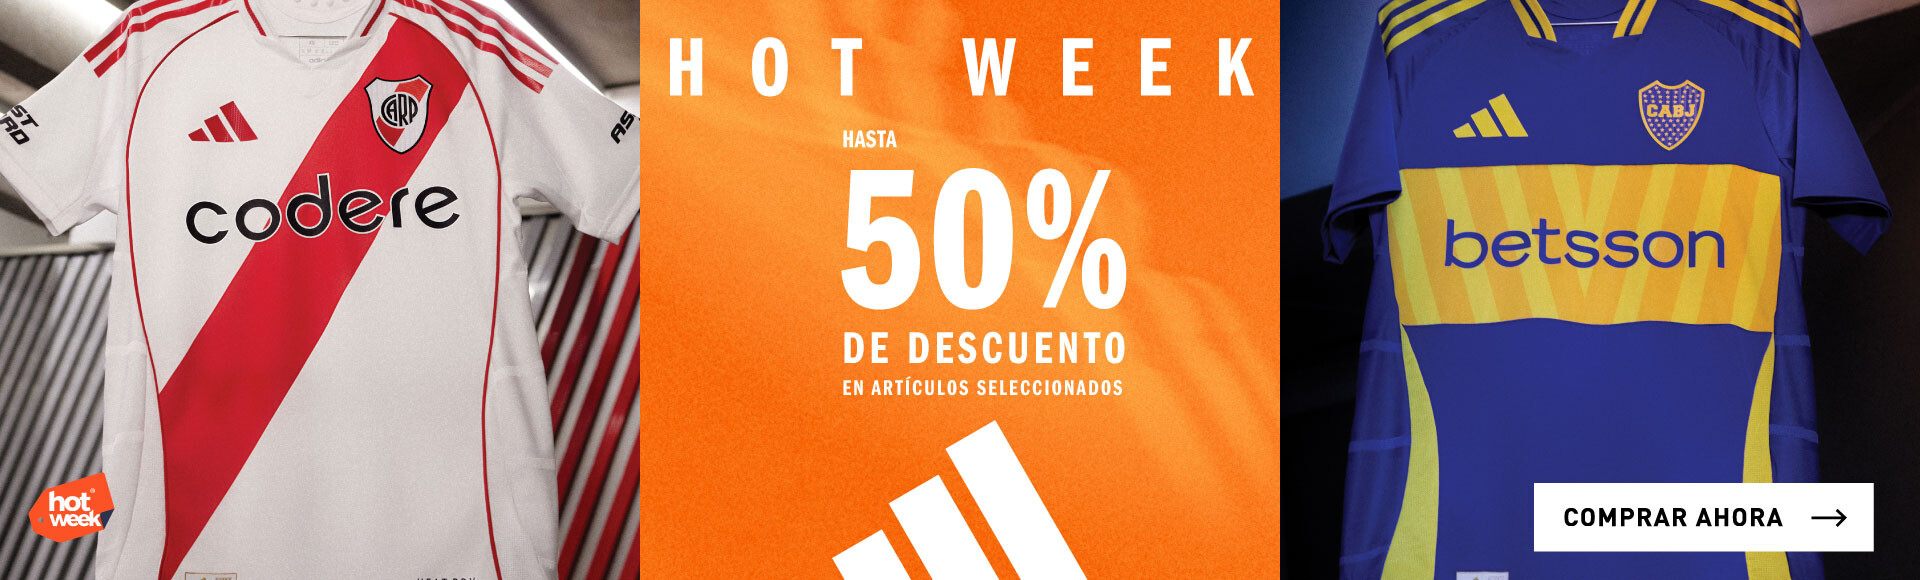 CARP
codere
hot
week
HOT WEEK
HASTA
50%
DE DESCUENTO
EN ARTÍCULOS SELECCIONADOS
CABJ
betsson
COMPRAR AHORA